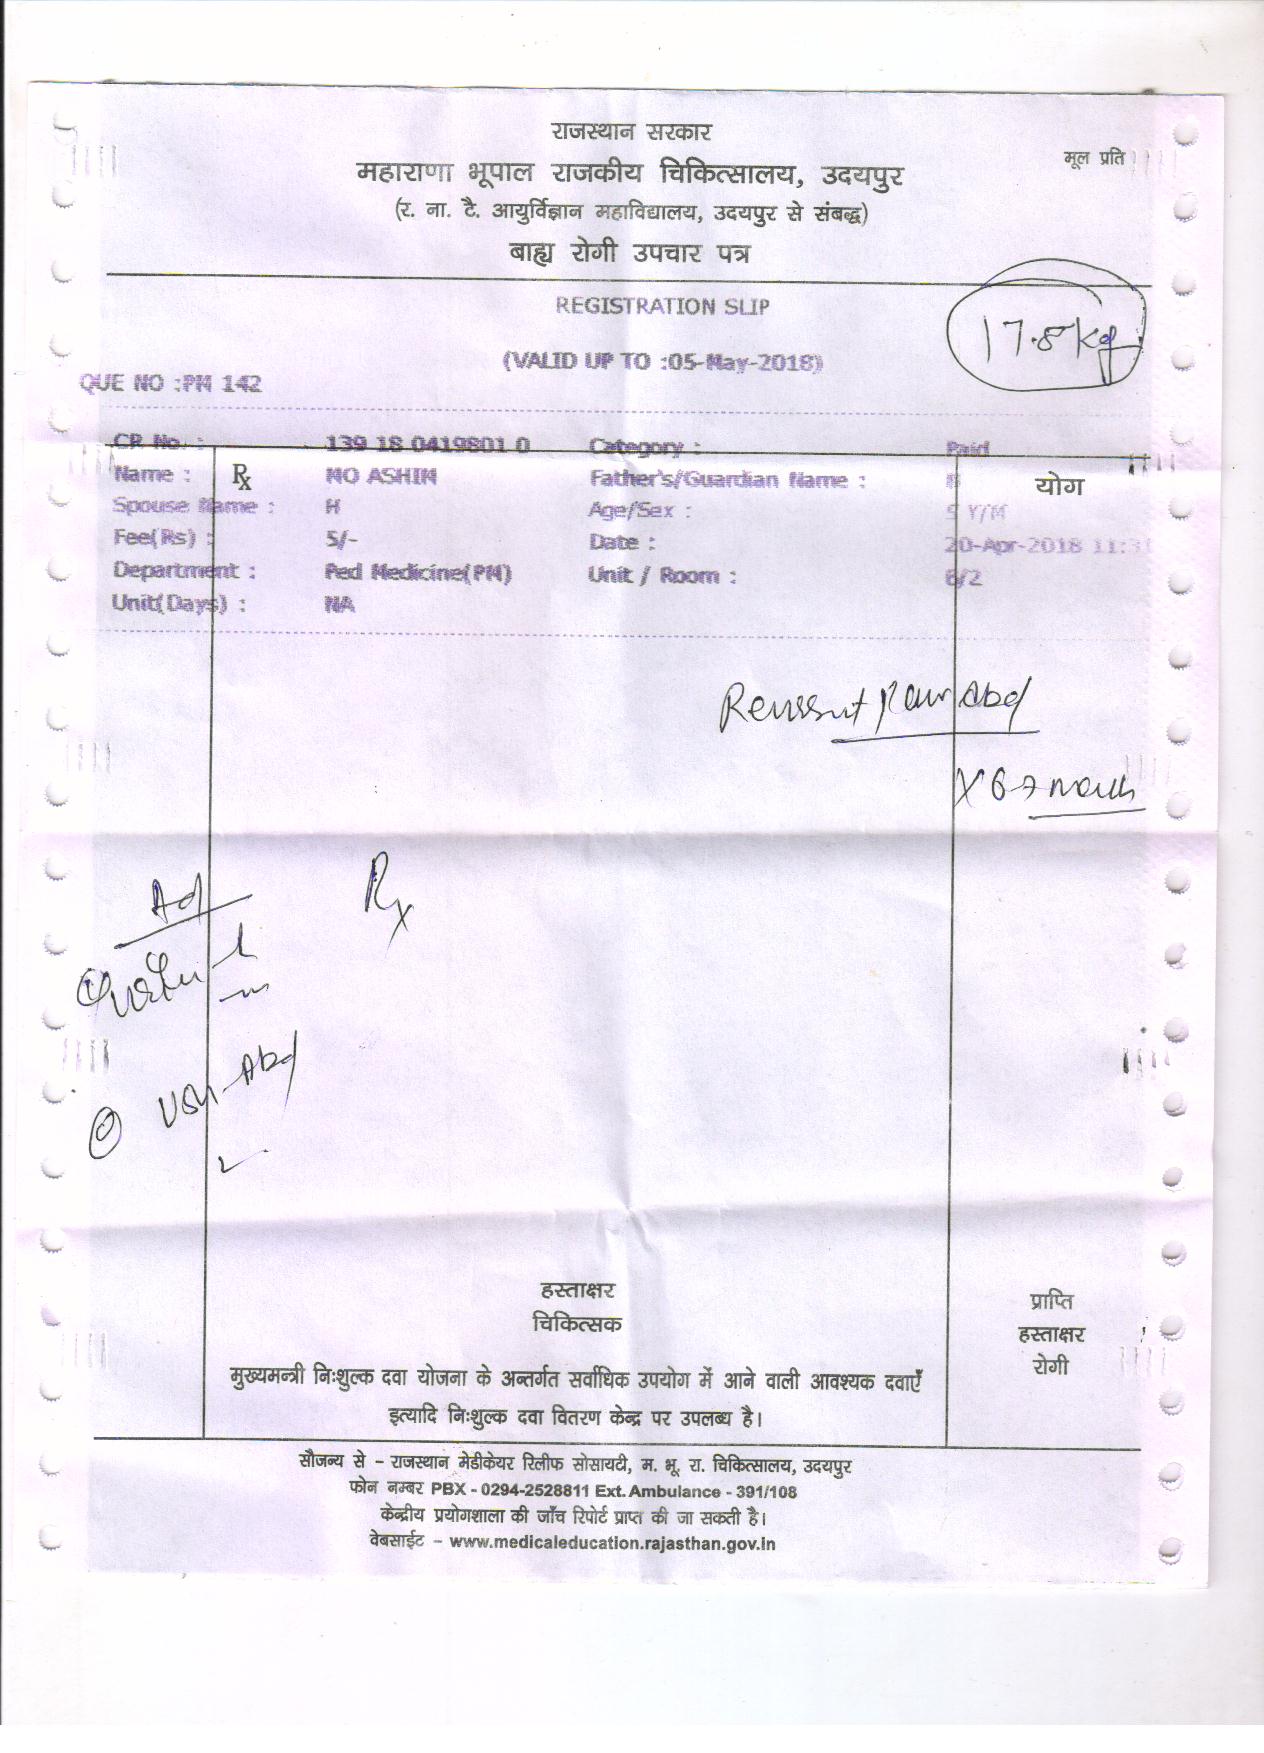 राजस्थान सरकार
मूल प्रति
महाराणा भूपाल राजकीय चिकित्सालय, उदयपुर
(र. ना. टै. आयुर्विज्ञान महाविद्यालय, उदयपुर से संबद्ध)
बाह्य रोगी उपचार पत्र
REGISTRATION SLIP
17.8 kg
(VALID UP TO :05-May-2018)
QUE NO :PM 142
CR No. : 139 18 0419801 0 Category : Paid
Name : ℞ MO ASHIM Father's/Guardian Name : योग
Spouse Name : H Age/Sex : 5 Y/M
Fee(Rs) : 5/- Date : 20-Apr-2018 11:31
Department : Ped Medicine(PM) Unit / Room : 6/2
Unit(Days) : NA
Abd
X 6-7 month
Ad
Rx
Abd
हस्ताक्षर
चिकित्सक
प्राप्ति
हस्ताक्षर
रोगी
मुख्यमन्त्री निःशुल्क दवा योजना के अन्तर्गत सर्वाधिक उपयोग में आने वाली आवश्यक दवाएँ
इत्यादि निःशुल्क दवा वितरण केन्द्र पर उपलब्ध है।
सौजन्य से – राजस्थान मेडीकेयर रिलीफ सोसायटी, म. भू. रा. चिकित्सालय, उदयपुर
फोन नम्बर PBX - 0294-2528811 Ext. Ambulance - 391/108
केन्द्रीय प्रयोगशाला की जाँच रिपोर्ट प्राप्त की जा सकती है।
वेबसाईट – www.medicaleducation.rajasthan.gov.in